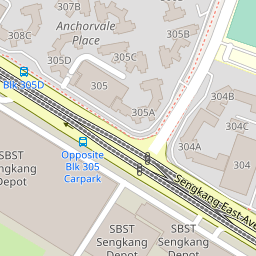 308C
Anchorvale
Place
307B
305B
305C
305D
Blk 305D
305
305A
304B
304C
304A
304
Opposite
Blk 305
Carpark
Sengkang East Ave
SBST
Sengkang
Depot
SBST
Sengkang
Depot
SBST
Sengkang
Depot